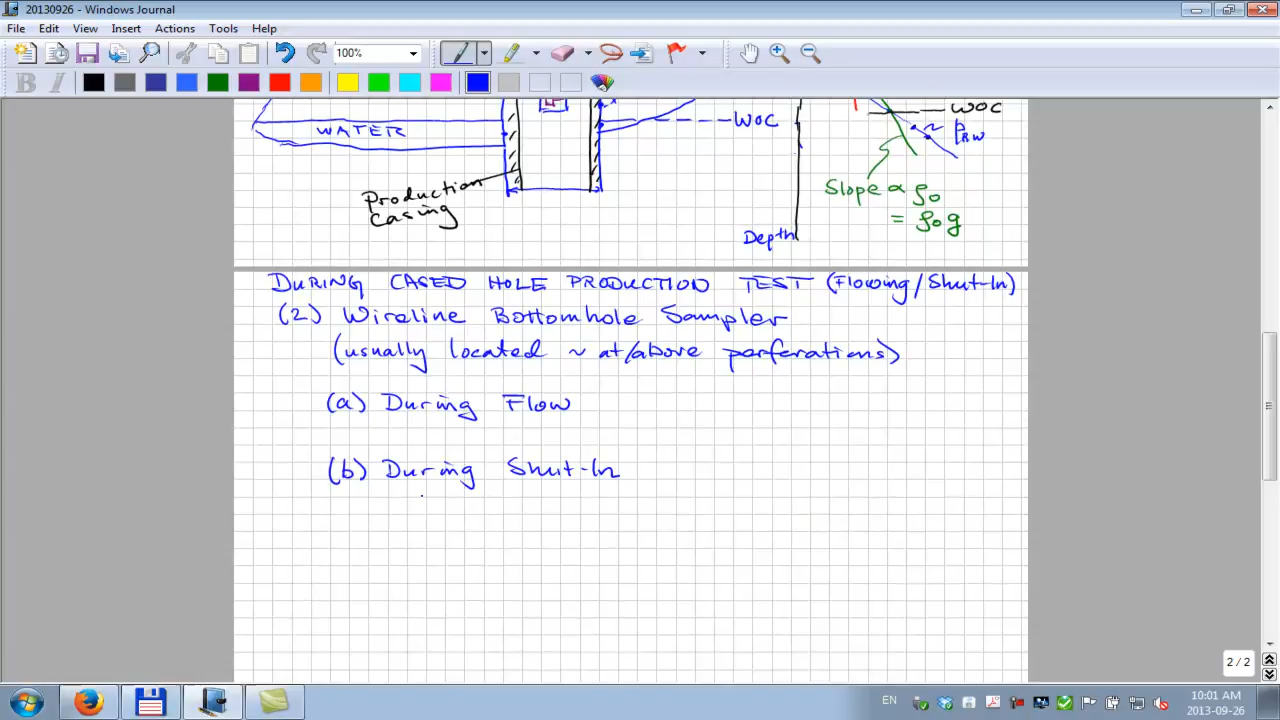 20130926 - Windows Journal
File Edit View Insert Actions Tools Help
100%
B I
WATER
WOC
WOC
PRW
Production
Casing
Slope ∝ ρo
= ρo g
Depth
DURING CASED HOLE PRODUCTION TEST (Flowing/Shut-In)
(2) Wireline Bottomhole Sampler
(usually located ~ at/above perforations)
(a) During Flow
(b) During Shut-In
2 / 2
EN
10:01 AM
2013-09-26